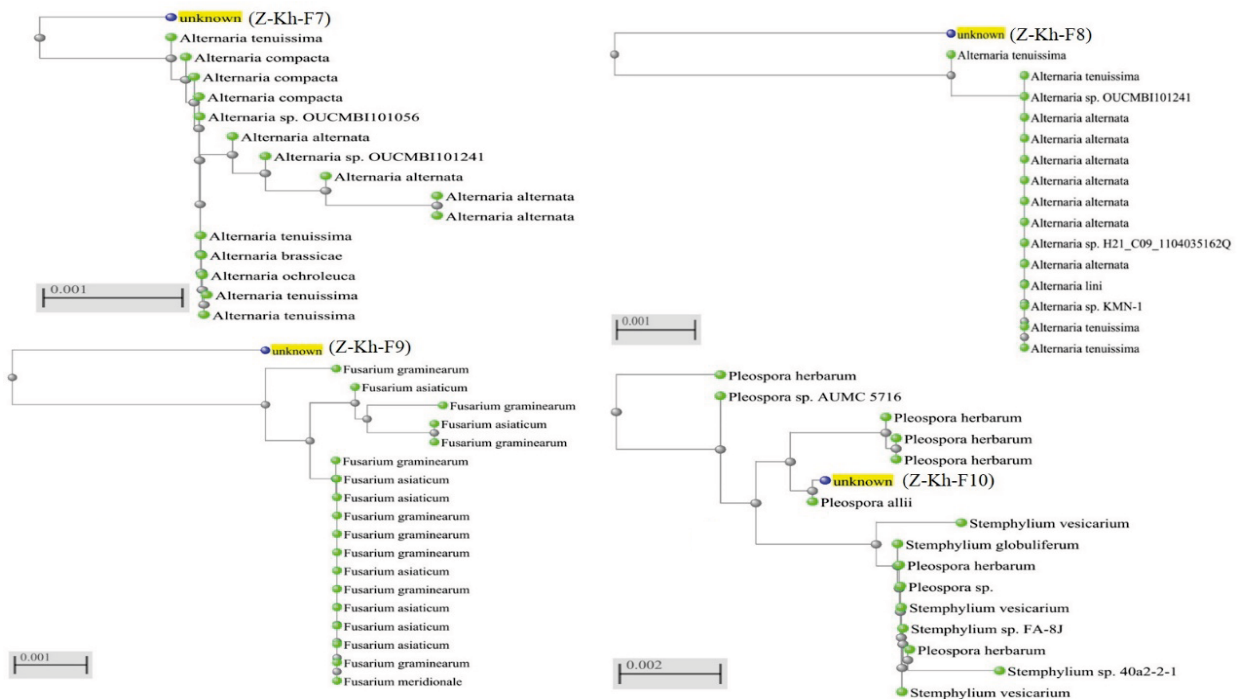 unknown (Z-Kh-F7)
Alternaria tenuissima
Alternaria compacta
Alternaria compacta
Alternaria compacta
Alternaria sp. OUCMBI101056
Alternaria alternata
Alternaria sp. OUCMBI101241
Alternaria alternata
Alternaria alternata
Alternaria alternata
Alternaria tenuissima
Alternaria brassicae
Alternaria ochroleuca
Alternaria tenuissima
Alternaria tenuissima
0.001
unknown (Z-Kh-F8)
Alternaria tenuissima
Alternaria tenuissima
Alternaria sp. OUCMBI101241
Alternaria alternata
Alternaria alternata
Alternaria alternata
Alternaria alternata
Alternaria alternata
Alternaria alternata
Alternaria sp. H21_C09_1104035162Q
Alternaria alternata
Alternaria lini
Alternaria sp. KMN-1
Alternaria tenuissima
Alternaria tenuissima
0.001
unknown (Z-Kh-F9)
Fusarium graminearum
Fusarium asiaticum
Fusarium graminearum
Fusarium asiaticum
Fusarium graminearum
Fusarium graminearum
Fusarium asiaticum
Fusarium asiaticum
Fusarium graminearum
Fusarium graminearum
Fusarium graminearum
Fusarium asiaticum
Fusarium graminearum
Fusarium asiaticum
Fusarium asiaticum
Fusarium asiaticum
Fusarium graminearum
Fusarium meridionale
0.001
Pleospora herbarum
Pleospora sp. AUMC 5716
Pleospora herbarum
Pleospora herbarum
Pleospora herbarum
unknown (Z-Kh-F10)
Pleospora allii
Stemphylium vesicarium
Stemphylium globuliferum
Pleospora herbarum
Pleospora sp.
Stemphylium vesicarium
Stemphylium sp. FA-8J
Pleospora herbarum
Stemphylium sp. 40a2-2-1
Stemphylium vesicarium
0.002